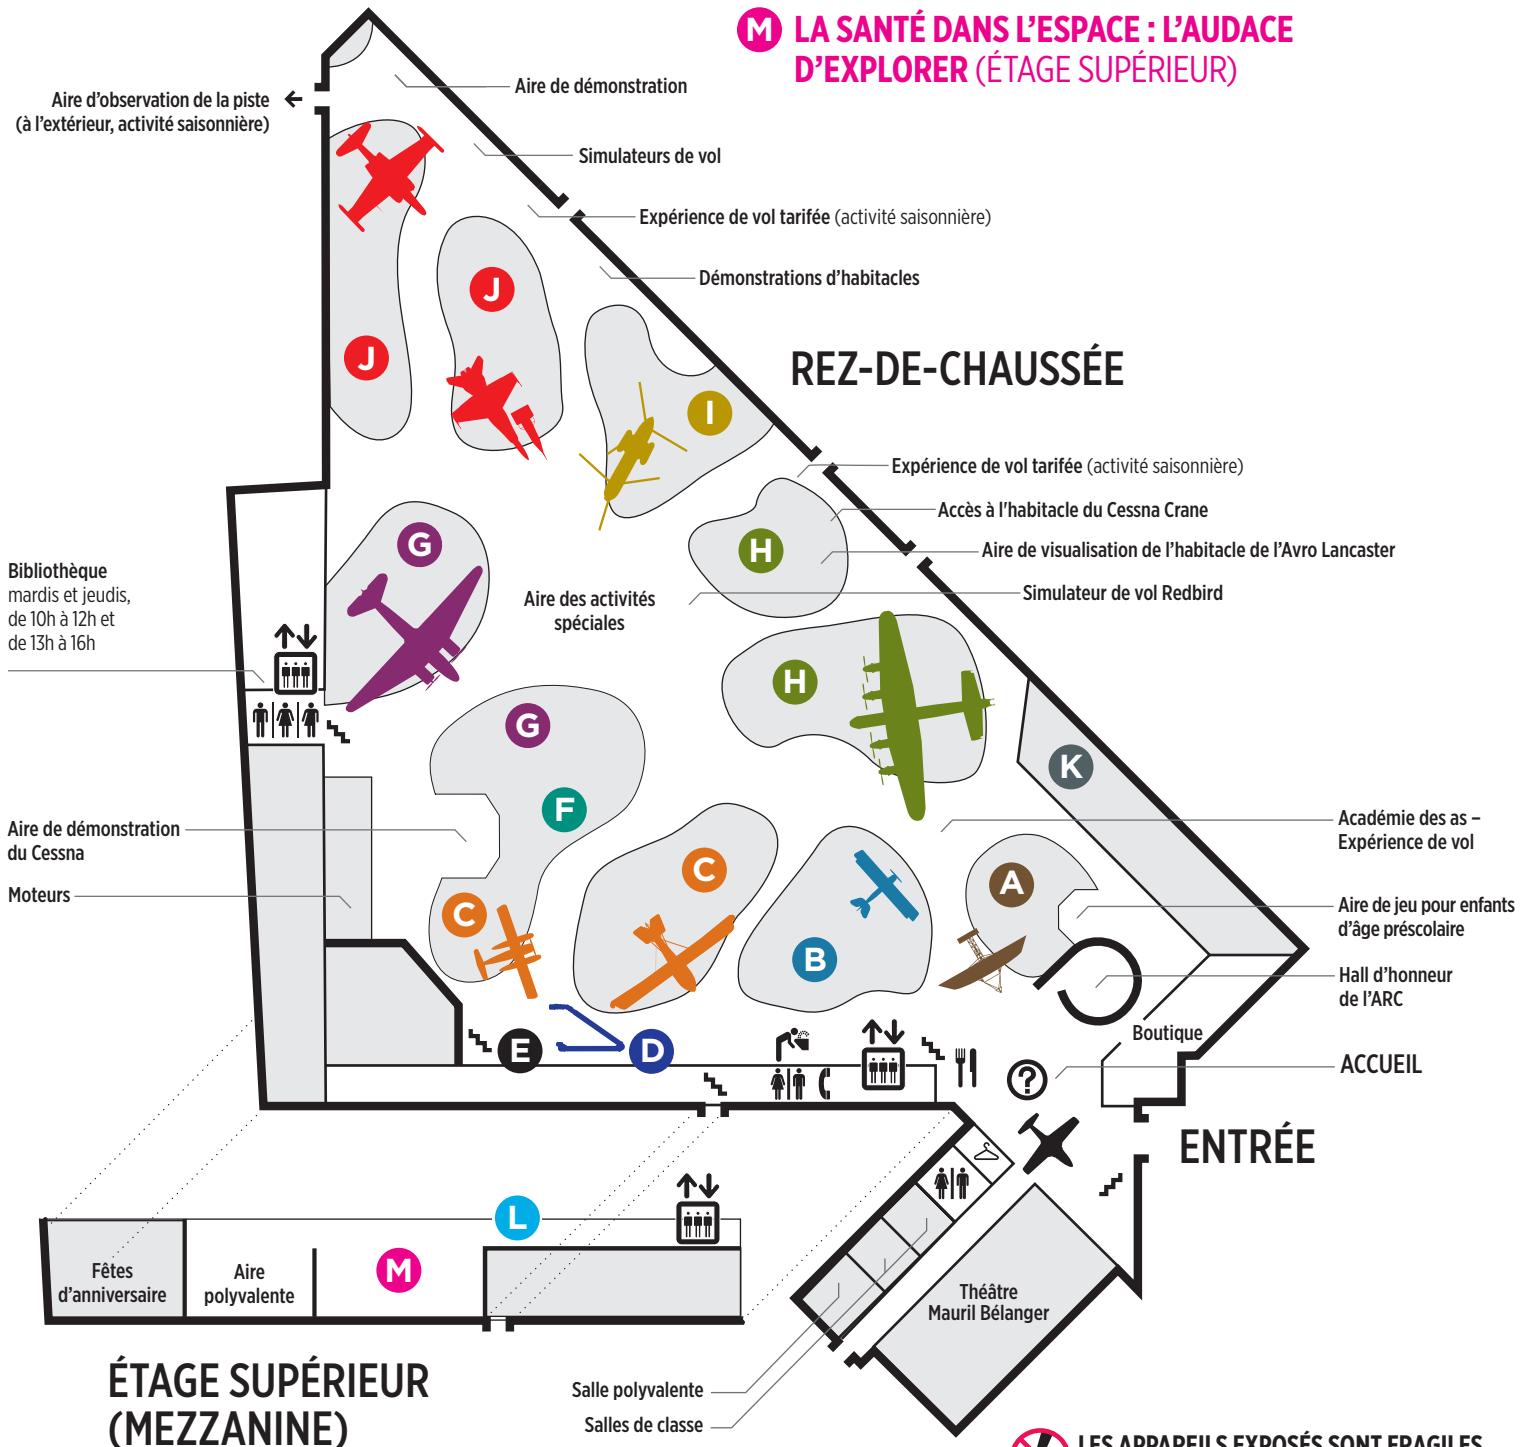 M LA SANTÉ DANS L'ESPACE : L'AUDACE
D'EXPLORER (ÉTAGE SUPÉRIEUR)
Aire de démonstration
Aire d'observation de la piste
(à l'extérieur, activité saisonnière)
Simulateurs de vol
Expérience de vol tarifée (activité saisonnière)
Démonstrations d'habitacles
J
J
REZ-DE-CHAUSSÉE
I
Expérience de vol tarifée (activité saisonnière)
Accès à l'habitacle du Cessna Crane
Aire de visualisation de l'habitacle de l'Avro Lancaster
Simulateur de vol Redbird
G
H
Bibliothèque
mardis et jeudis,
de 10h à 12h et
de 13h à 16h
Aire des activités
spéciales
H
G
K
F
Aire de démonstration
du Cessna
Moteurs
Académie des as –
Expérience de vol
C
C
A
B
Aire de jeu pour enfants
d'âge préscolaire
Hall d'honneur
de l'ARC
Boutique
E
D
?
ACCUEIL
ENTRÉE
L
M
Fêtes
d'anniversaire
Aire
polyvalente
Théâtre
Mauril Bélanger
ÉTAGE SUPÉRIEUR
(MEZZANINE)
Salle polyvalente
Salles de classe
LES APPAREILS EXPOSÉS SONT FRAGILES